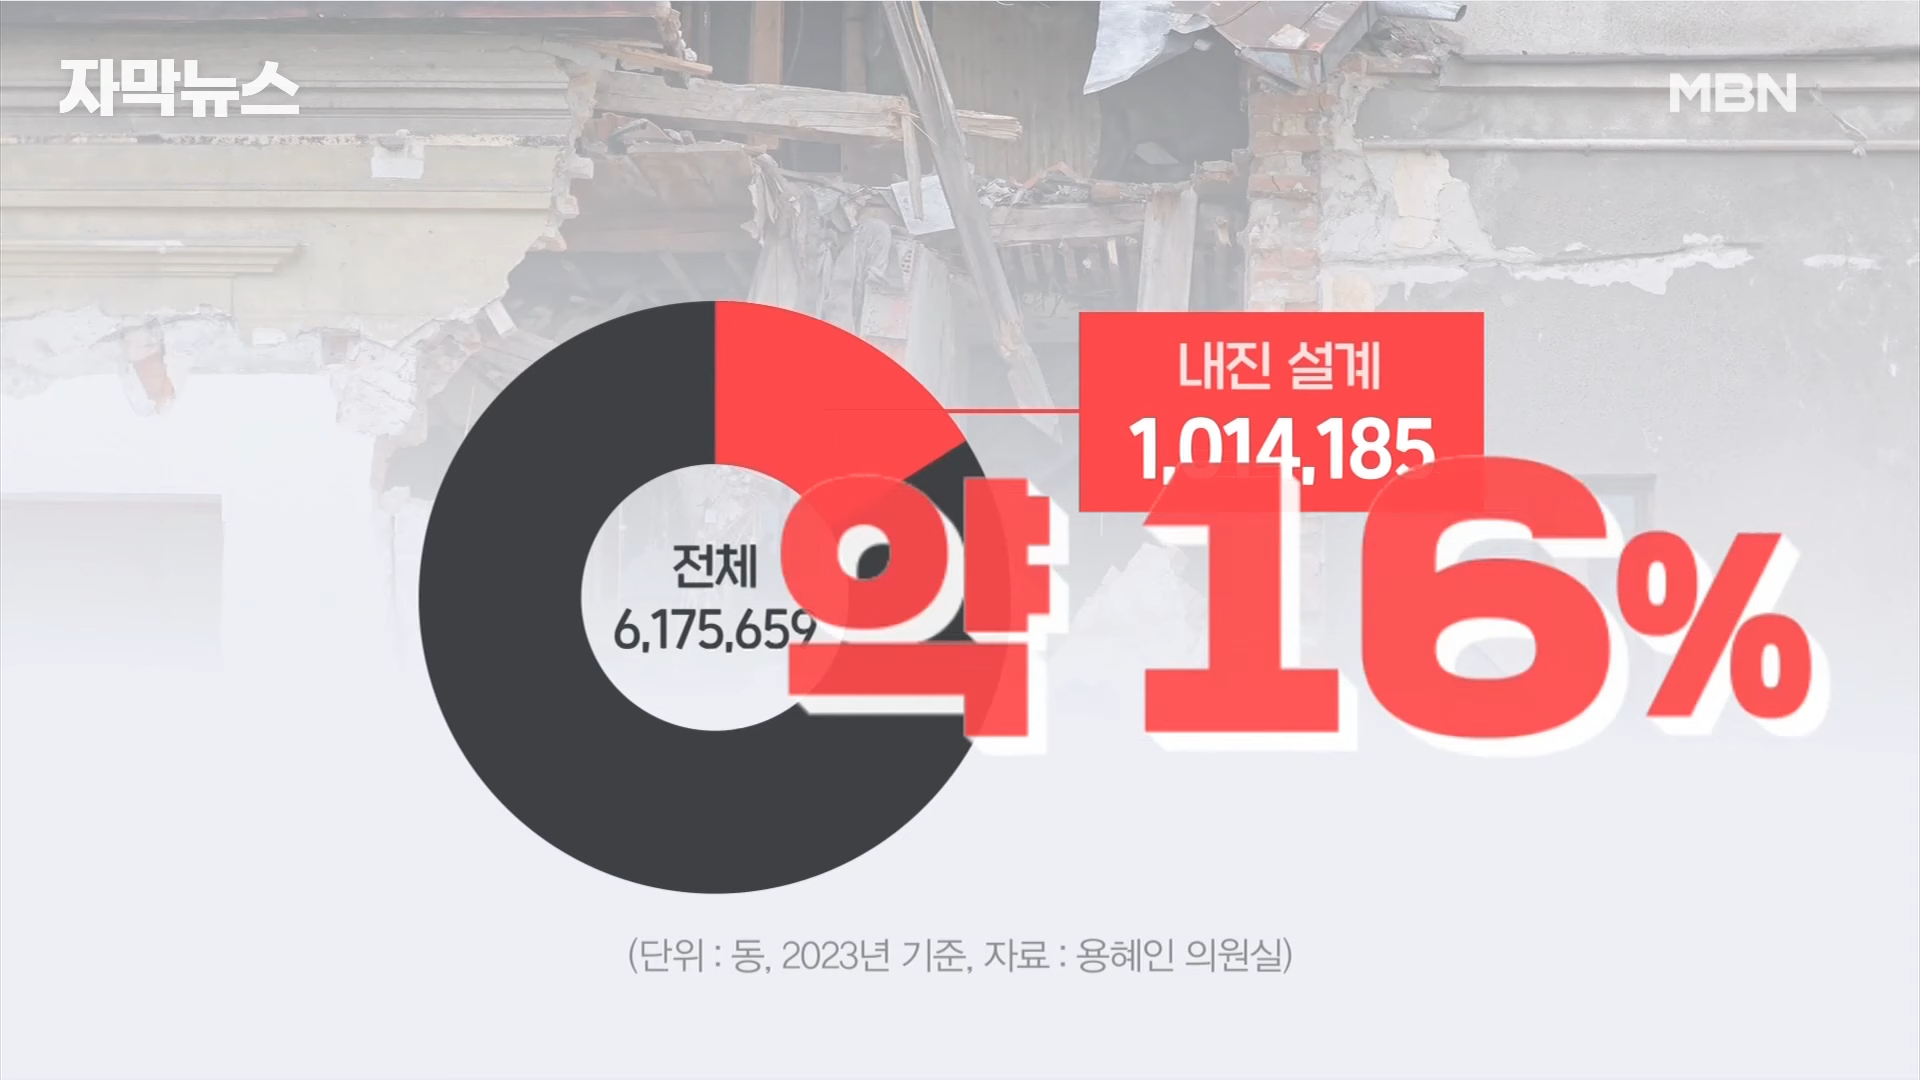 자막뉴스
MBN
내진 설계
1,014,185
전체
6,175,659
약 16%
(단위 : 동, 2023년 기준, 자료 : 용혜인 의원실)